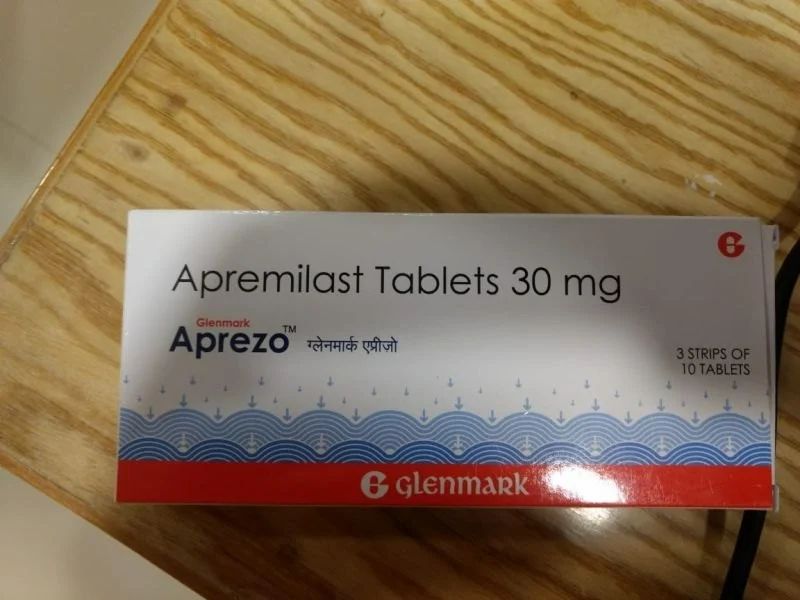 Apremilast Tablets 30 mg
Glenmark
Aprezo™ ग्लेनमार्क एप्रीज़ो
3 STRIPS OF
10 TABLETS
glenmark